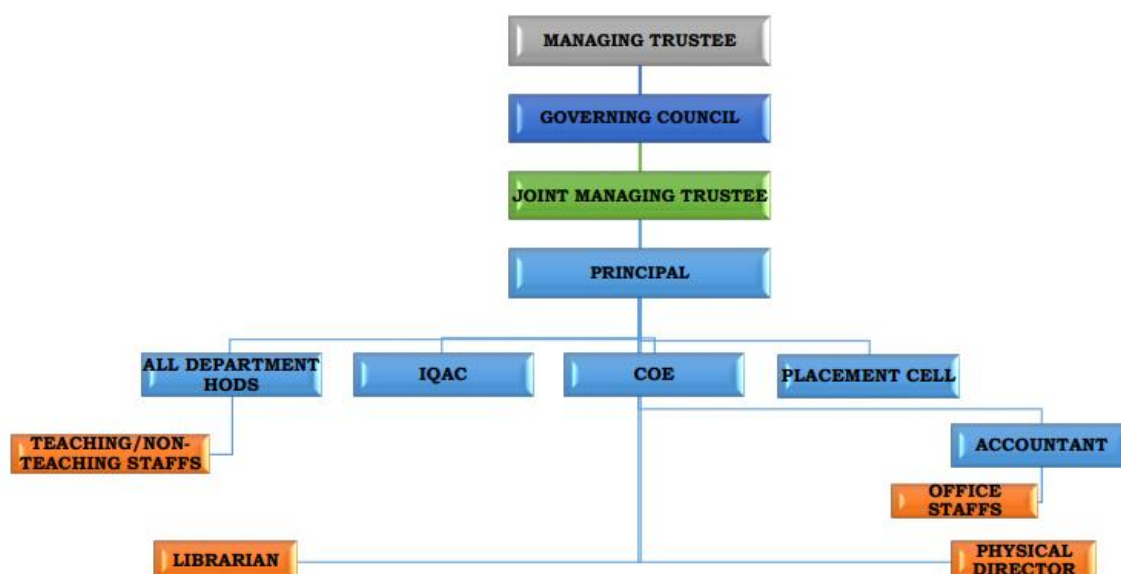 MANAGING TRUSTEE
GOVERNING COUNCIL
JOINT MANAGING TRUSTEE
PRINCIPAL
ALL DEPARTMENT
HODS
IQAC
COE
PLACEMENT CELL
TEACHING/NON-
TEACHING STAFFS
ACCOUNTANT
OFFICE
STAFFS
LIBRARIAN
PHYSICAL
DIRECTOR